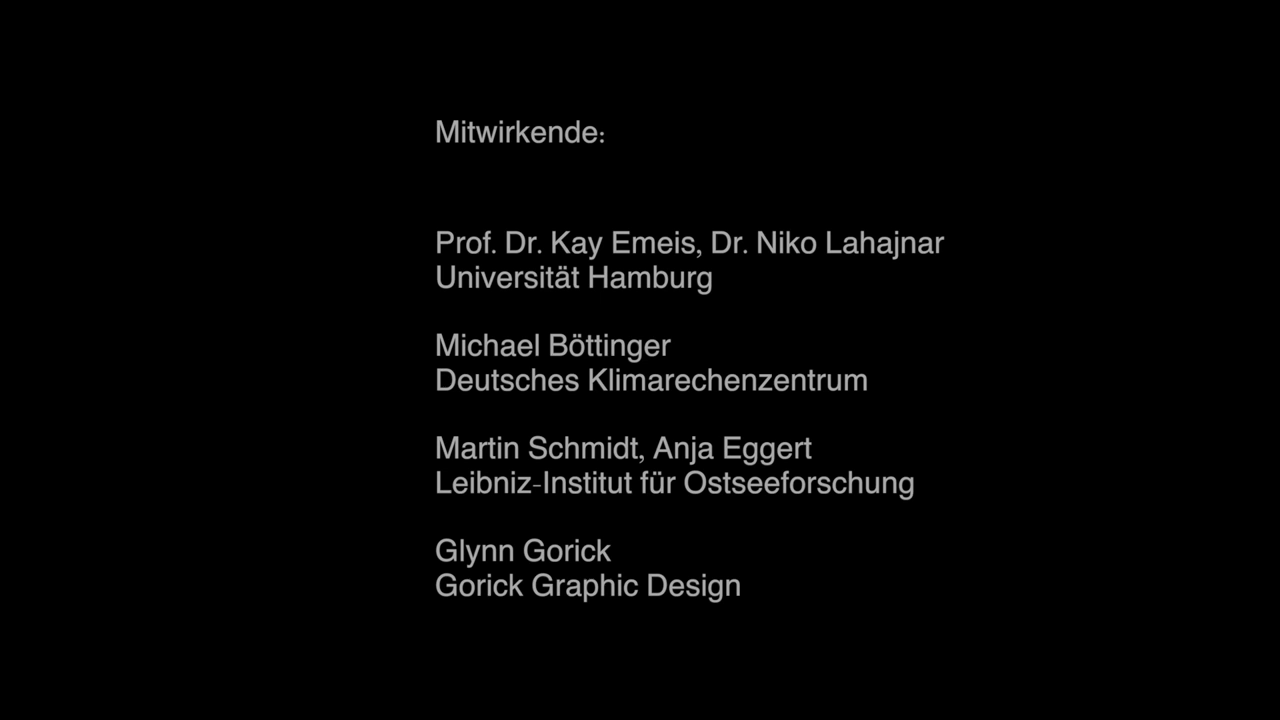 Mitwirkende:
Prof. Dr. Kay Emeis, Dr. Niko Lahajnar
Universität Hamburg
Michael Böttinger
Deutsches Klimarechenzentrum
Martin Schmidt, Anja Eggert
Leibniz-Institut für Ostseeforschung
Glynn Gorick
Gorick Graphic Design